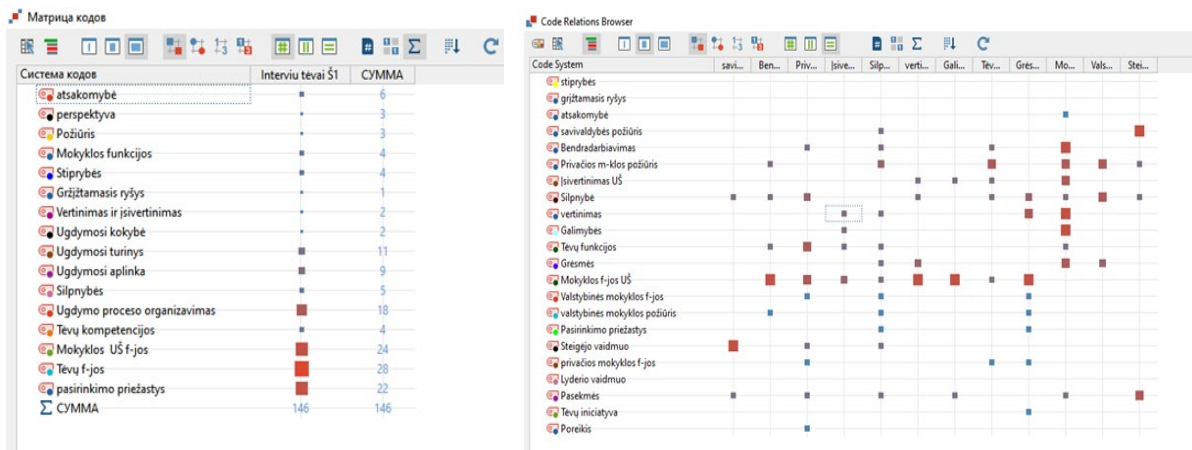 Матрица кодов
Система кодов Interviu tėvai Š1 СУММА
atsakomybė 6
perspektyva 3
Požiūris 3
Mokyklos funkcijos 4
Stiprybės 4
Gržįžtamasis ryšys 1
Vertinimas ir įsivertinimas 2
Ugdymosi kokybė 2
Ugdymosi turinys 11
Ugdymosi aplinka 9
Silpnybės 5
Ugdymo proceso organizavimas 18
Tėvų kompetencijos 4
Mokyklos UŠ f-jos 24
Tėvų f-jos 28
pasirinkimo priežastys 22
Σ СУММА 146 146
Code Relations Browser
Code System savi... Ben... Priv... Įsive... Silp... verti... Gali... Tėv... Grės... Mo... Vals... Stei...
stiprybės
grįžtamasis ryšys
atsakomybė
savivaldybės požiūris
Bendradarbiavimas
Privačios m-klos požiūris
Įsivertinimas UŠ
Silpnybė
vertinimas
Galimybės
Tėvų funkcijos
Grėsmės
Mokyklos f-jos UŠ
Valstybinės mokyklos f-jos
valstybinės mokyklos požiūris
Pasirinkimo priežastys
Steigėjo vaidmuo
privačios mokyklos f-jos
Lyderio vaidmuo
Pasekmės
Tėvų iniciatyva
Poreikis